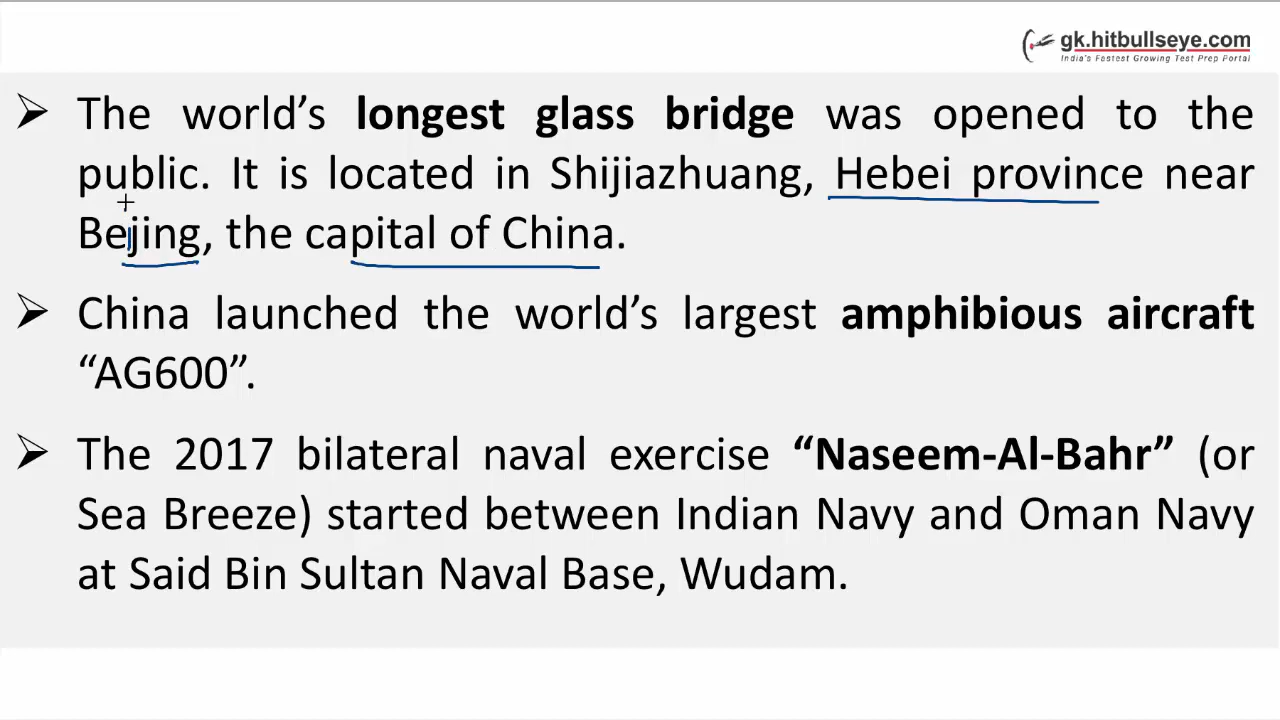 gk.hitbullseye.com
India's Fastest Growing Test Prep Portal
The world’s longest glass bridge was opened to the
public. It is located in Shijiazhuang, Hebei province near
Bejing, the capital of China.
China launched the world’s largest amphibious aircraft
“AG600”.
The 2017 bilateral naval exercise “Naseem-Al-Bahr” (or
Sea Breeze) started between Indian Navy and Oman Navy
at Said Bin Sultan Naval Base, Wudam.